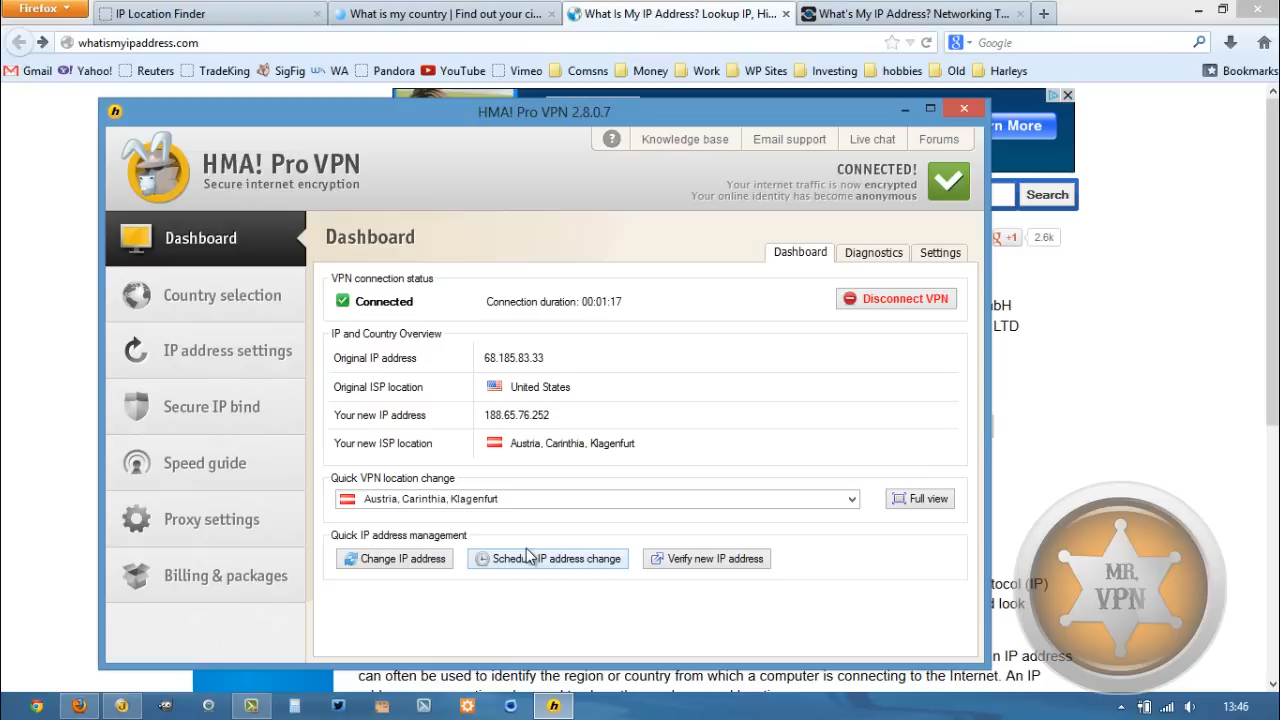 Firefox
IP Location Finder
What is my country | Find out your ci...
What Is My IP Address? Lookup IP, Hi...
What's My IP Address? Networking T...
whatismyipaddress.com
Google
Gmail
Yahoo!
Reuters
TradeKing
SigFig
WA
Pandora
YouTube
Vimeo
Comsns
Money
Work
WP Sites
Investing
hobbies
Old
Harleys
Bookmarks
HMA! Pro VPN 2.8.0.7
rn More
Knowledge base
Email support
Live chat
Forums
HMA! Pro VPN
Secure internet encryption
CONNECTED!
Your internet traffic is now encrypted
Your online identity has become anonymous
Search
+1
2.6k
Dashboard
Country selection
IP address settings
Secure IP bind
Speed guide
Proxy settings
Billing & packages
Dashboard
Dashboard
Diagnostics
Settings
VPN connection status
Connected
Connection duration: 00:01:17
Disconnect VPN
IP and Country Overview
Original IP address
68.185.83.33
Original ISP location
United States
Your new IP address
188.65.76.252
Your new ISP location
Austria, Carinthia, Klagenfurt
Quick VPN location change
Austria, Carinthia, Klagenfurt
Full view
Quick IP address management
Change IP address
Schedule IP address change
Verify new IP address
bH
LTD
otocol (IP)
d look
n IP address
can often be used to identify the region or country from which a computer is connecting to the Internet. An IP
MR.
VPN
13:46